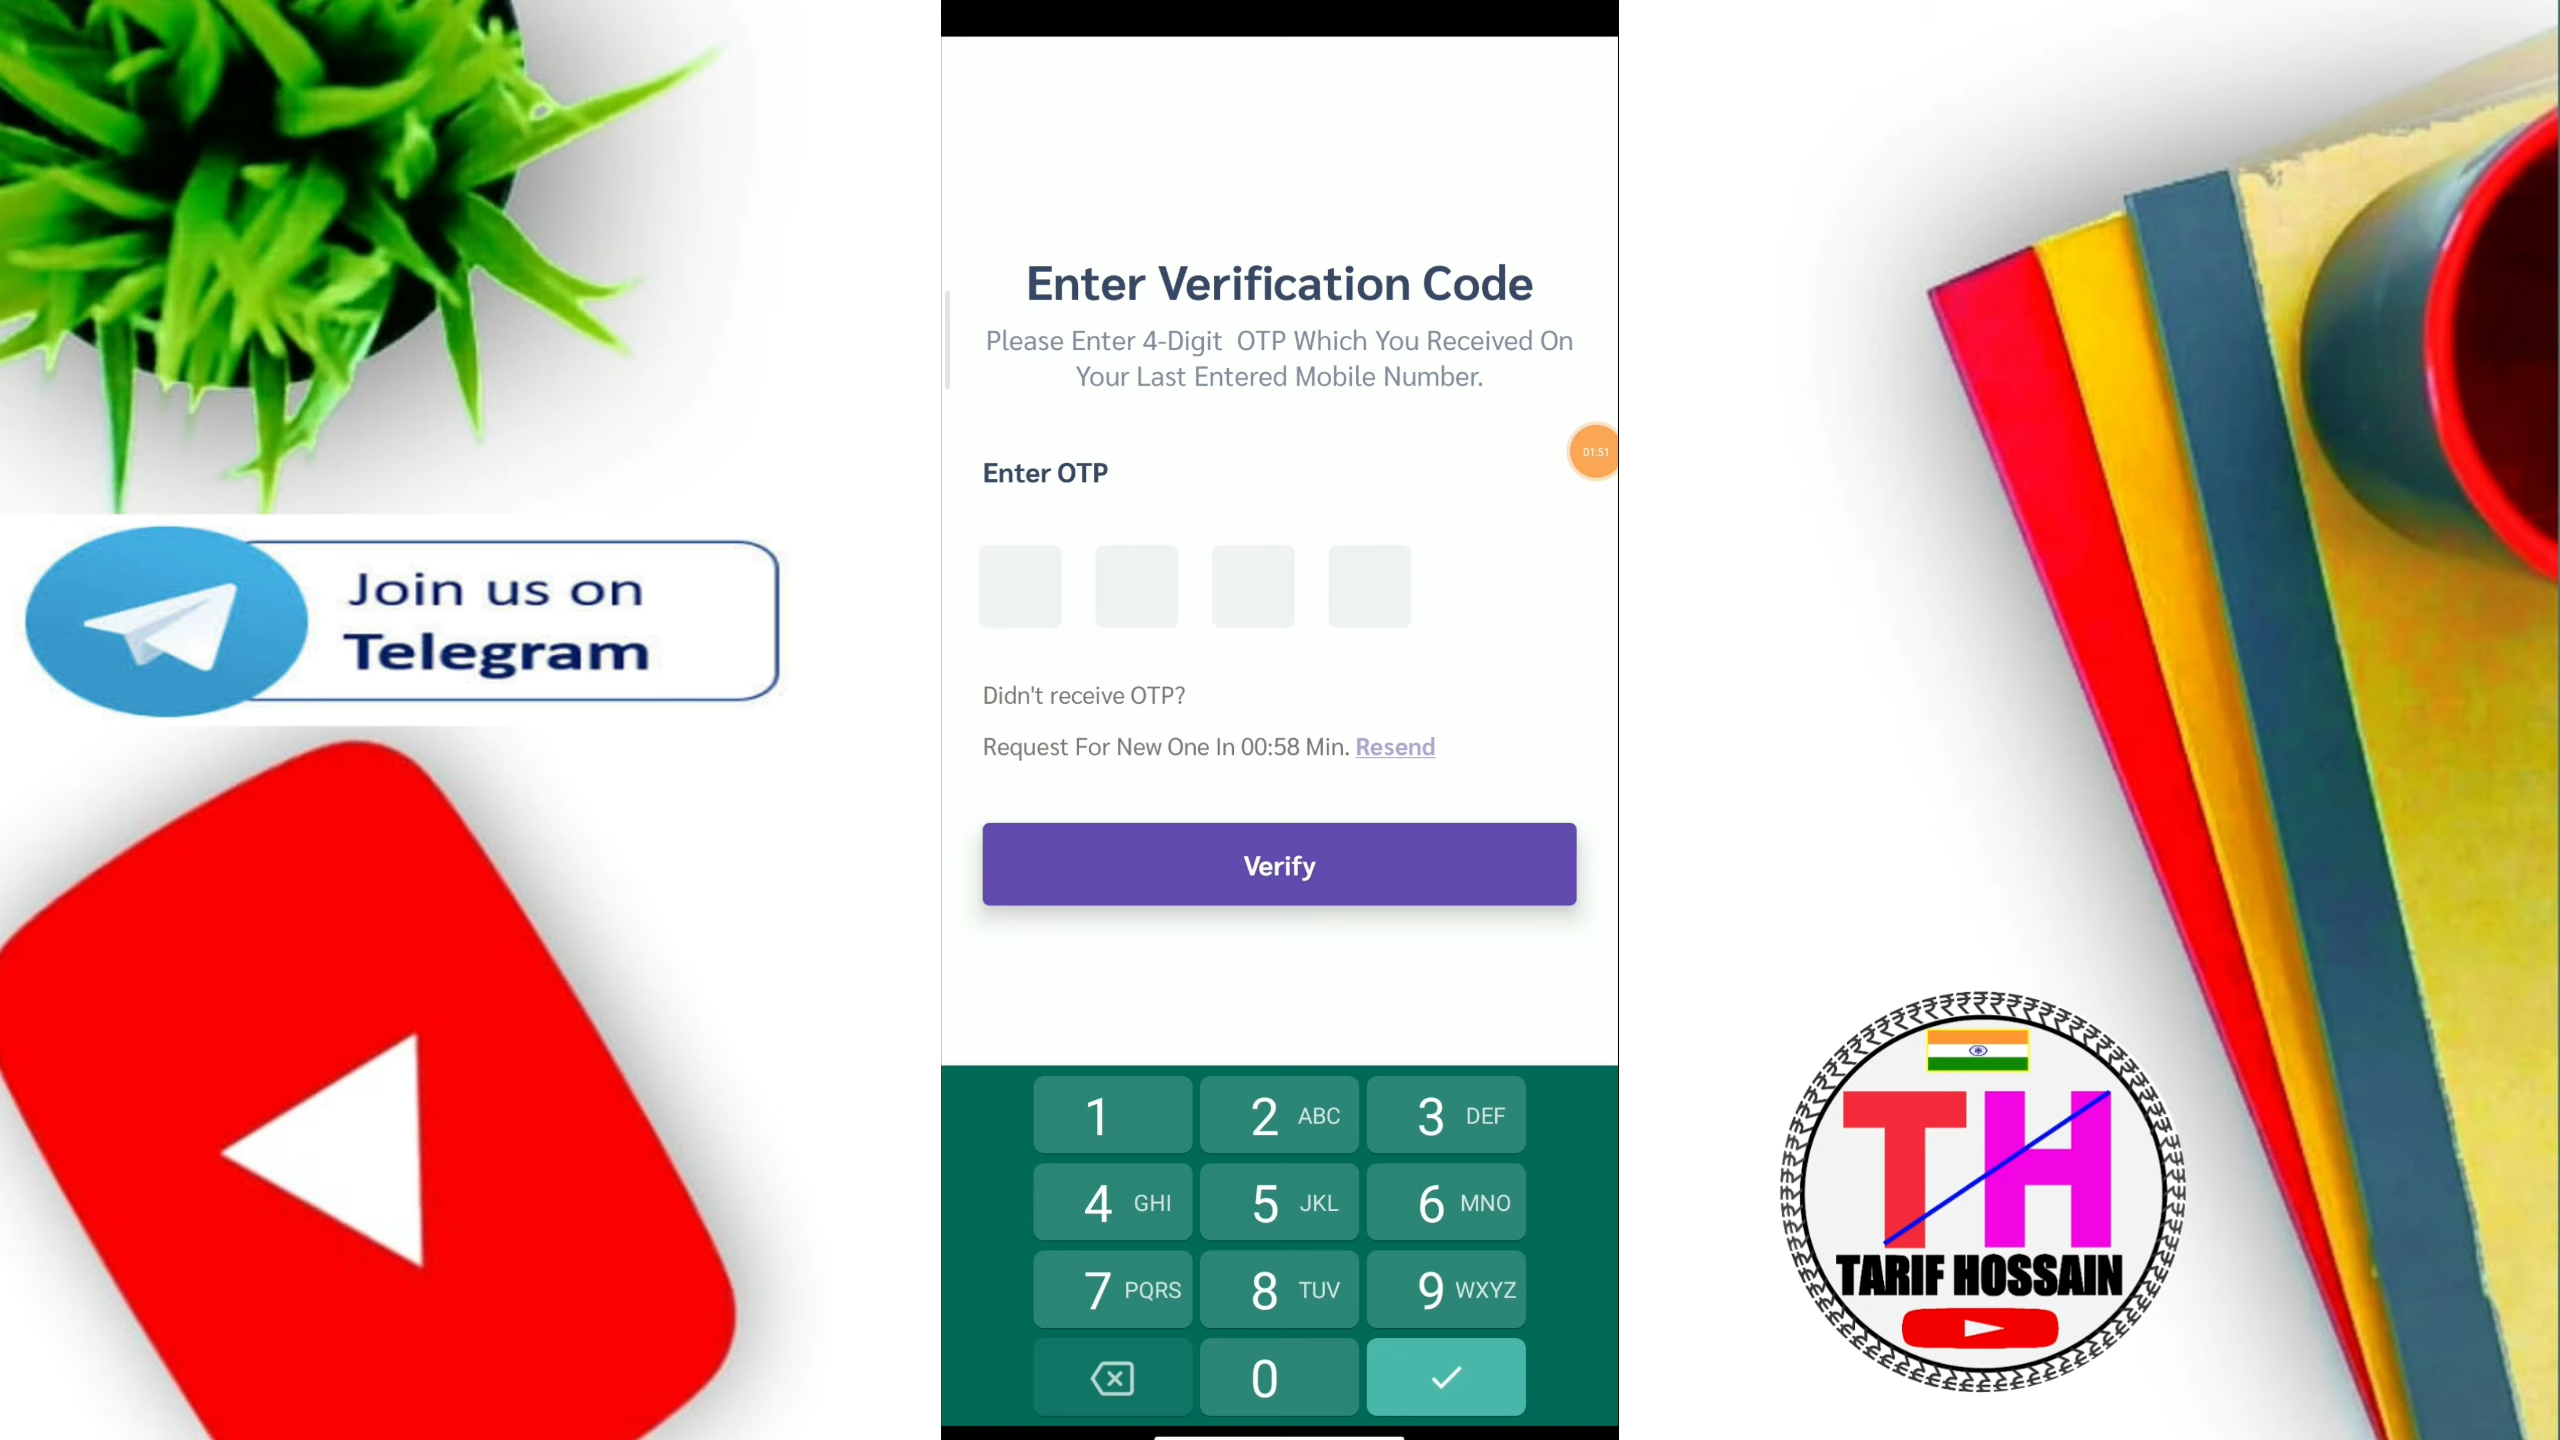 Enter Verification Code
Please Enter 4-Digit OTP Which You Received On
Your Last Entered Mobile Number.
01:51
Enter OTP
Join us on
Telegram
Didn't receive OTP?
Request For New One In 00:58 Min. Resend
Verify
1
2 ABC
3 DEF
4 GHI
5 JKL
6 MNO
7 PQRS
8 TUV
9 WXYZ
0
TH
TARIF HOSSAIN